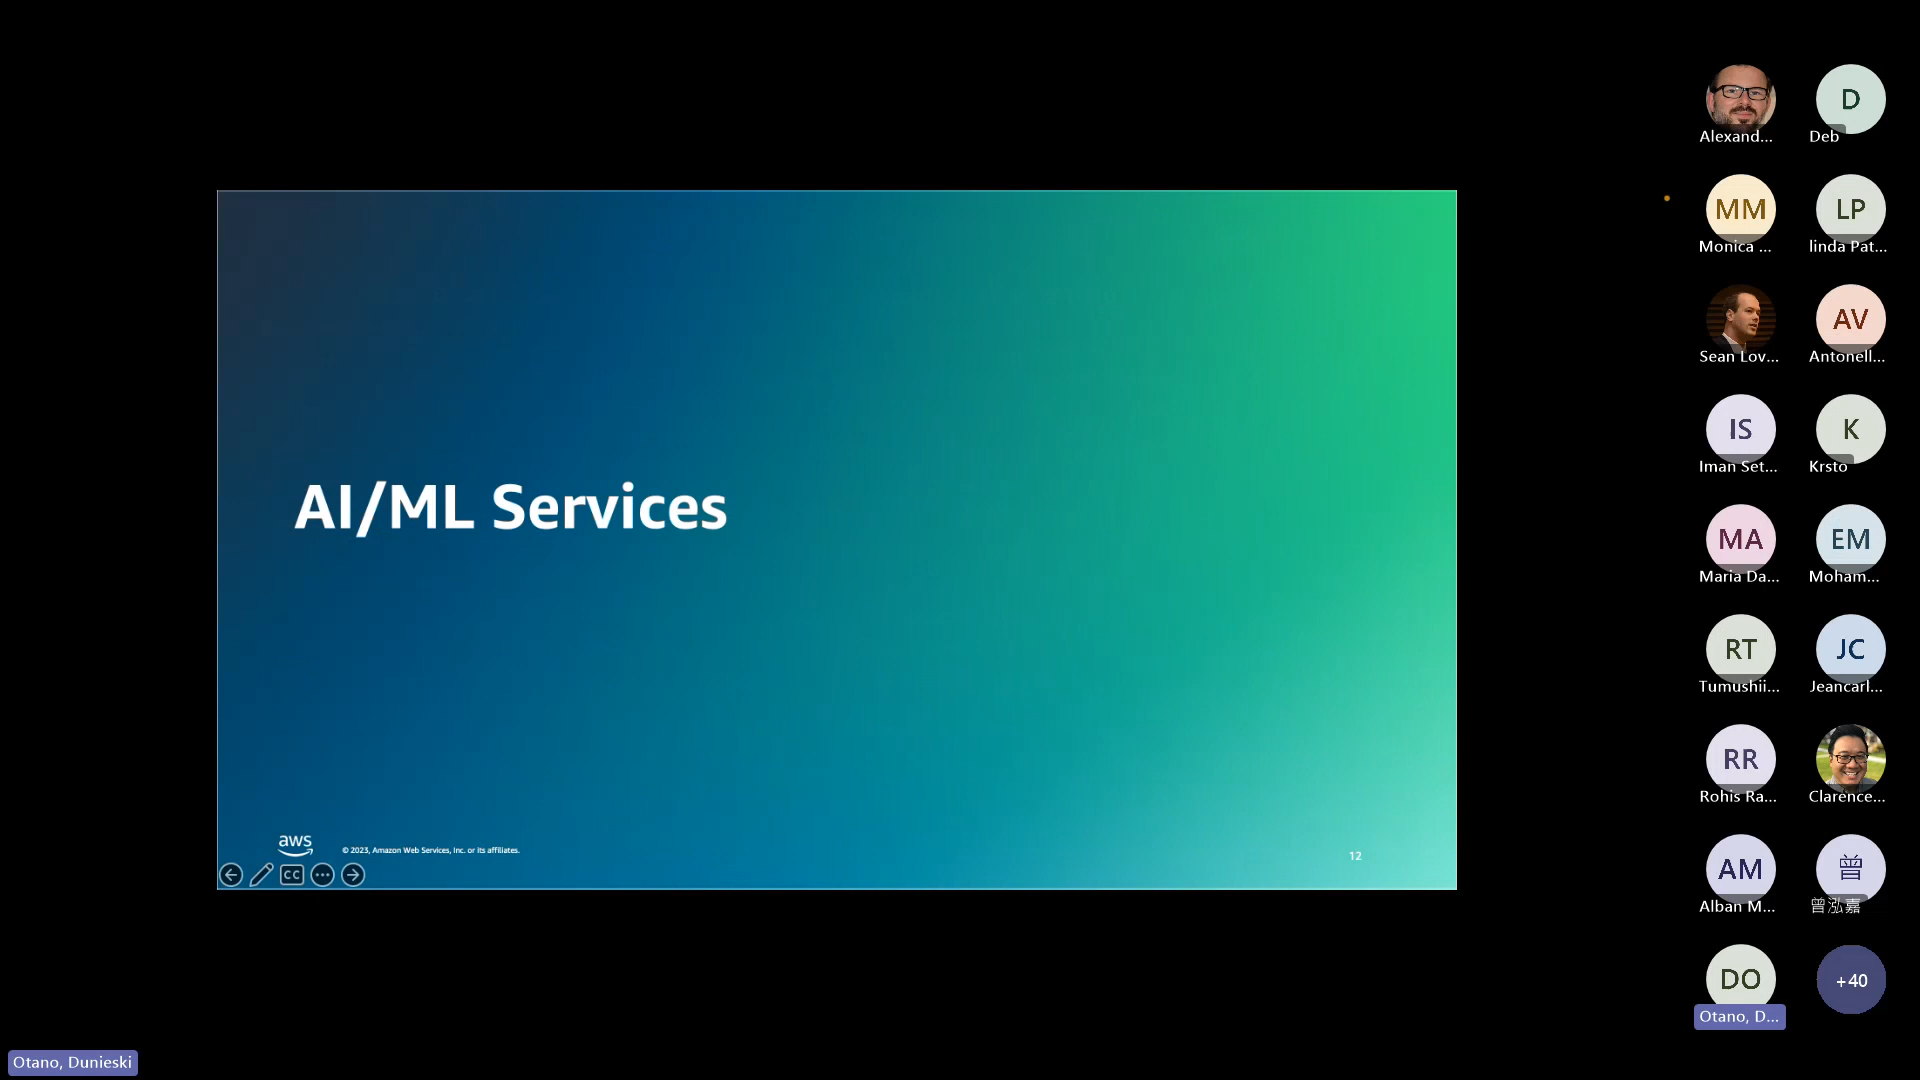 AI/ML Services
aws
© 2023, Amazon Web Services, Inc. or its affiliates.
12
CC
Alexand...
D
Deb
MM
Monica ...
LP
linda Pat...
Sean Lov...
AV
Antonell...
IS
Iman Set...
K
Krsto
MA
Maria Da...
EM
Moham...
RT
Tumushii...
JC
Jeancarl...
RR
Rohis Ra...
Clarence...
AM
Alban M...
曾
曾泓嘉
DO
Otano, D...
+40
Otano, Dunieski